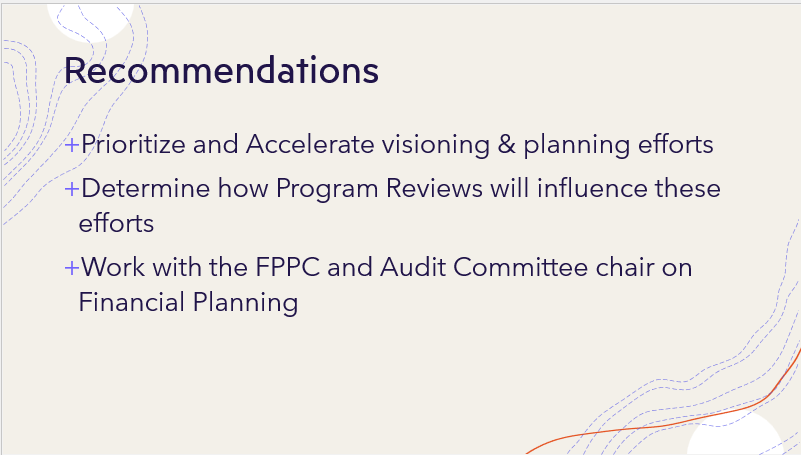 Recommendations
+Prioritize and Accelerate visioning & planning efforts
+Determine how Program Reviews will influence these
efforts
+Work with the FPPC and Audit Committee chair on
Financial Planning